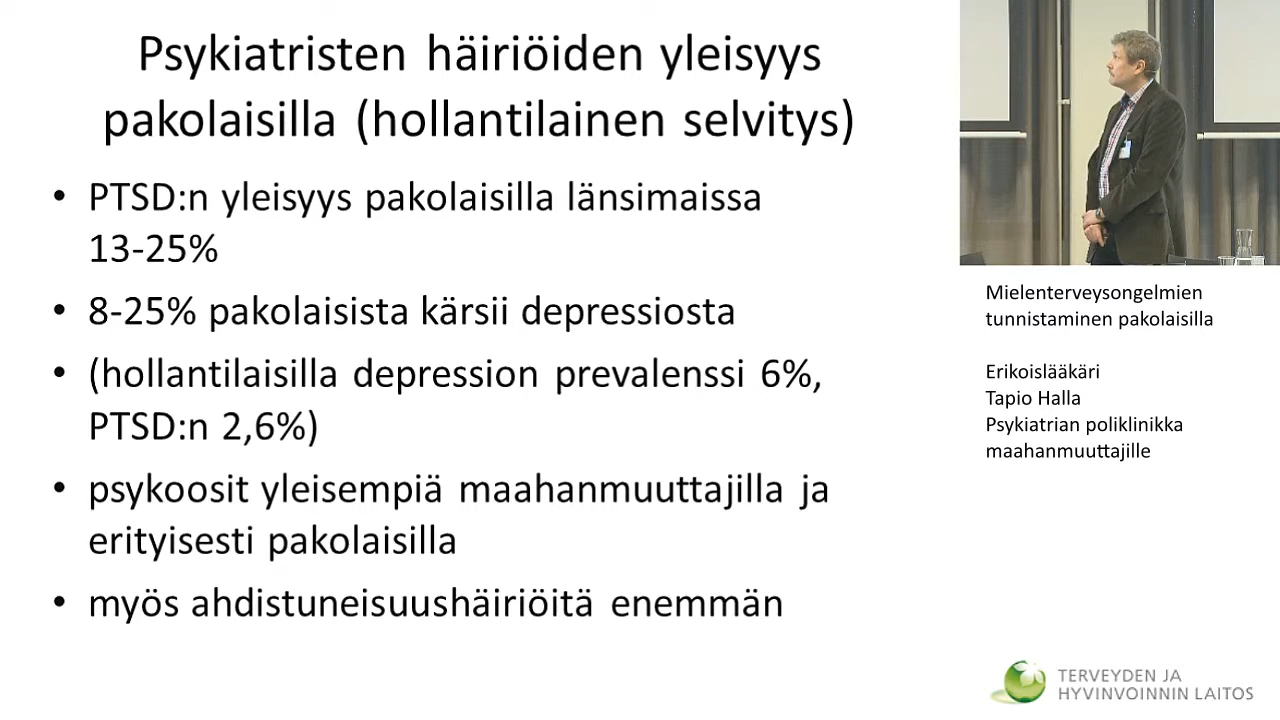 Psykiatristen häiriöiden yleisyys
pakolaisilla (hollantilainen selvitys)
• PTSD:n yleisyys pakolaisilla länsimaissa
13-25%
• 8-25% pakolaisista kärsii depressiosta
• (hollantilaisilla depression prevalenssi 6%,
PTSD:n 2,6%)
• psykoosit yleisempiä maahanmuuttajilla ja
erityisesti pakolaisilla
• myös ahdistuneisuushäiriöitä enemmän
Mielenterveysongelmien
tunnistaminen pakolaisilla
Erikoislääkäri
Tapio Halla
Psykiatrian poliklinikka
maahanmuuttajille
TERVEYDEN JA
HYVINVOINNIN LAITOS